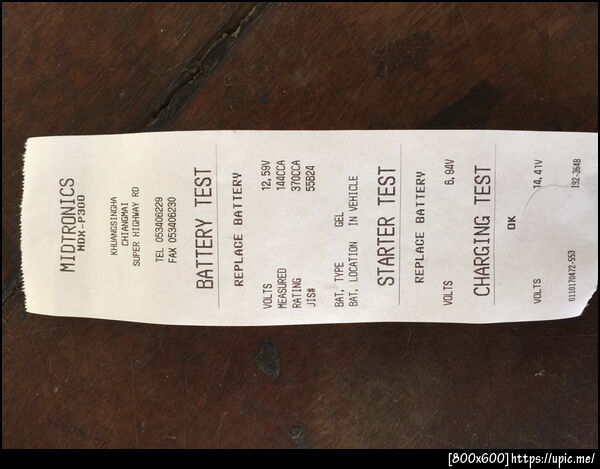 MIDTRONICS
MDX-P300
KHUANGSINGHA
CHIANGMAI
SUPER HIGHWAY RD
TEL 053406229
FAX 053406230
BATTERY TEST
REPLACE BATTERY
VOLTS 12.59V
MEASURED 144CCA
RATING 370CCA
JIS# 55B24
BAT. TYPE GEL
BAT. LOCATION IN VEHICLE
STARTER TEST
REPLACE BATTERY
VOLTS 6.94V
CHARGING TEST
OK
VOLTS 14.41V
0110170472-553 192-364B
[800x600]https://upic.me/